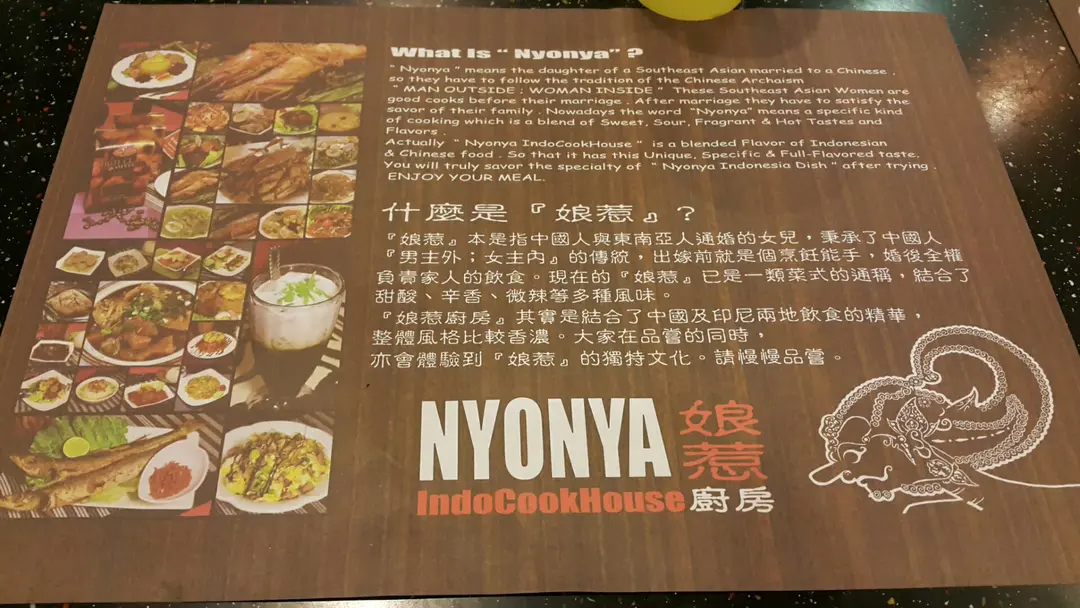 What Is “ Nyonya” ?
“ Nyonya ” means the daughter of a Southeast Asian married to a Chinese ,
so they have to follow the tradition of the Chinese Archaism
“ MAN OUTSIDE ; WOMAN INSIDE ” These Southeast Asian Women are
good cooks before their marriage . After marriage they have to satisfy the
savor of their family . Nowadays the word “Nyonya” means a specific kind
of cooking which is a blend of Sweet, Sour, Fragrant & Hot Tastes and
Flavors .
Actually “ Nyonya IndoCookHouse ” is a blended Flavor of Indonesian
& Chinese food . So that it has this Unique, Specific & Full-Flavored taste.
You will truly savor the specialty of “ Nyonya Indonesia Dish ” after trying .
ENJOY YOUR MEAL.
什麼是『娘惹』？
『娘惹』本是指中國人與東南亞人通婚的女兒，秉承了中國人
『男主外；女主內』的傳統，出嫁前就是個烹飪能手，婚後全權
負責家人的飲食。現在的『娘惹』已是一類菜式的通稱，結合了
甜酸、辛香、微辣等多種風味。
『娘惹廚房』其實是結合了中國及印尼兩地飲食的精華，
整體風格比較香濃。大家在品嘗的同時，
亦會體驗到『娘惹』的獨特文化。請慢慢品嘗。
NYONYA 娘惹
IndoCookHouse 廚房